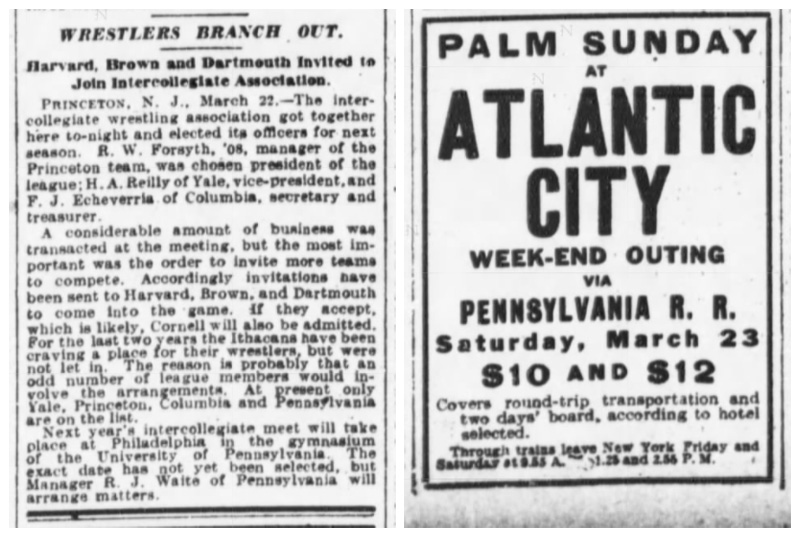 WRESTLERS BRANCH OUT.
Harvard, Brown and Dartmouth Invited to
Join Intercollegiate Association.
PRINCETON, N. J., March 22.—The inter-
collegiate wrestling association got together
here to-night and elected its officers for next
season. R. W. Forsyth, '08, manager of the
Princeton team, was chosen president of the
league; H. A. Reilly of Yale, vice-president, and
F. J. Echeverria of Columbia, secretary and
treasurer.
A considerable amount of business was
transacted at the meeting, but the most im-
portant was the order to invite more teams
to compete. Accordingly invitations have
been sent to Harvard, Brown, and Dartmouth
to come into the game. If they accept,
which is likely, Cornell will also be admitted.
For the last two years the Ithacans have been
craving a place for their wrestlers, but were
not let in. The reason is probably that an
odd number of league members would in-
volve the arrangements. At present only
Yale, Princeton, Columbia and Pennsylvania
are on the list.
Next year's intercollegiate meet will take
place at Philadelphia in the gymnasium
of the University of Pennsylvania. The
exact date has not yet been selected, but
Manager R. J. Waite of Pennsylvania will
arrange matters.
PALM SUNDAY
AT
ATLANTIC
CITY
WEEK-END OUTING
VIA
PENNSYLVANIA R. R.
Saturday, March 23
$10 AND $12
Covers round-trip transportation and
two days' board, according to hotel
selected.
Through trains leave New York Friday and
Saturday at 9.55 A. 1.25 and 2.55 P. M.